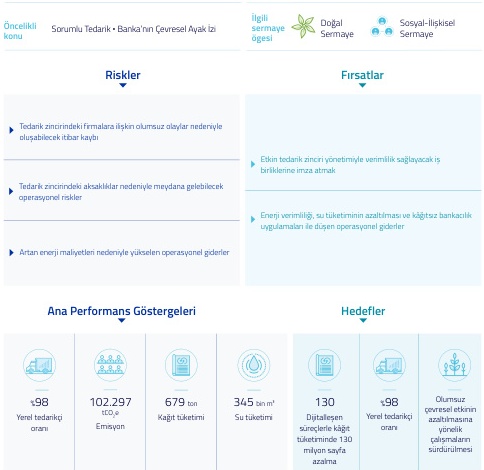 Öncelikli
konu
Sorumlu Tedarik • Banka'nın Çevresel Ayak İzi
İlgili
sermaye
ögesi
Doğal
Sermaye
Sosyal-İlişkisel
Sermaye
Riskler
Tedarik zincirindeki firmalara ilişkin olumsuz olaylar nedeniyle
oluşabilecek itibar kaybı
Tedarik zincirindeki aksaklıklar nedeniyle meydana gelebilecek
operasyonel riskler
Artan enerji maliyetleri nedeniyle yükselen operasyonel giderler
Fırsatlar
Etkin tedarik zinciri yönetimiyle verimlilik sağlayacak iş
birliklerine imza atmak
Enerji verimliliği, su tüketiminin azaltılması ve kâğıtsız bankacılık
uygulamaları ile düşen operasyonel giderler
Ana Performans Göstergeleri
%98
Yerel tedarikçi
oranı
102.297
tCO₂e
Emisyon
679 ton
Kağıt tüketimi
345 bin m³
Su tüketimi
Hedefler
130
Dijitalleşen
süreçlerle kâğıt
tüketiminde 130
milyon sayfa
azalma
%98
Yerel tedarikçi
oranı
Olumsuz
çevresel etkinin
azaltılmasına
yönelik
çalışmaların
sürdürülmesi